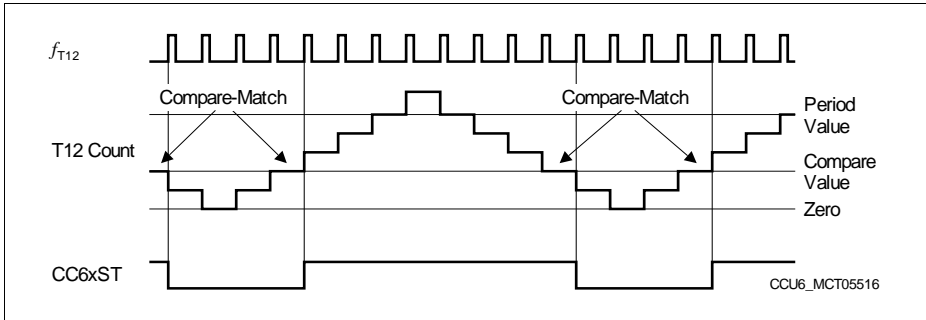 fT12
Compare-Match
Compare-Match
Period
Value
T12 Count
Compare
Value
Zero
CC6xST
CCU6_MCT05516